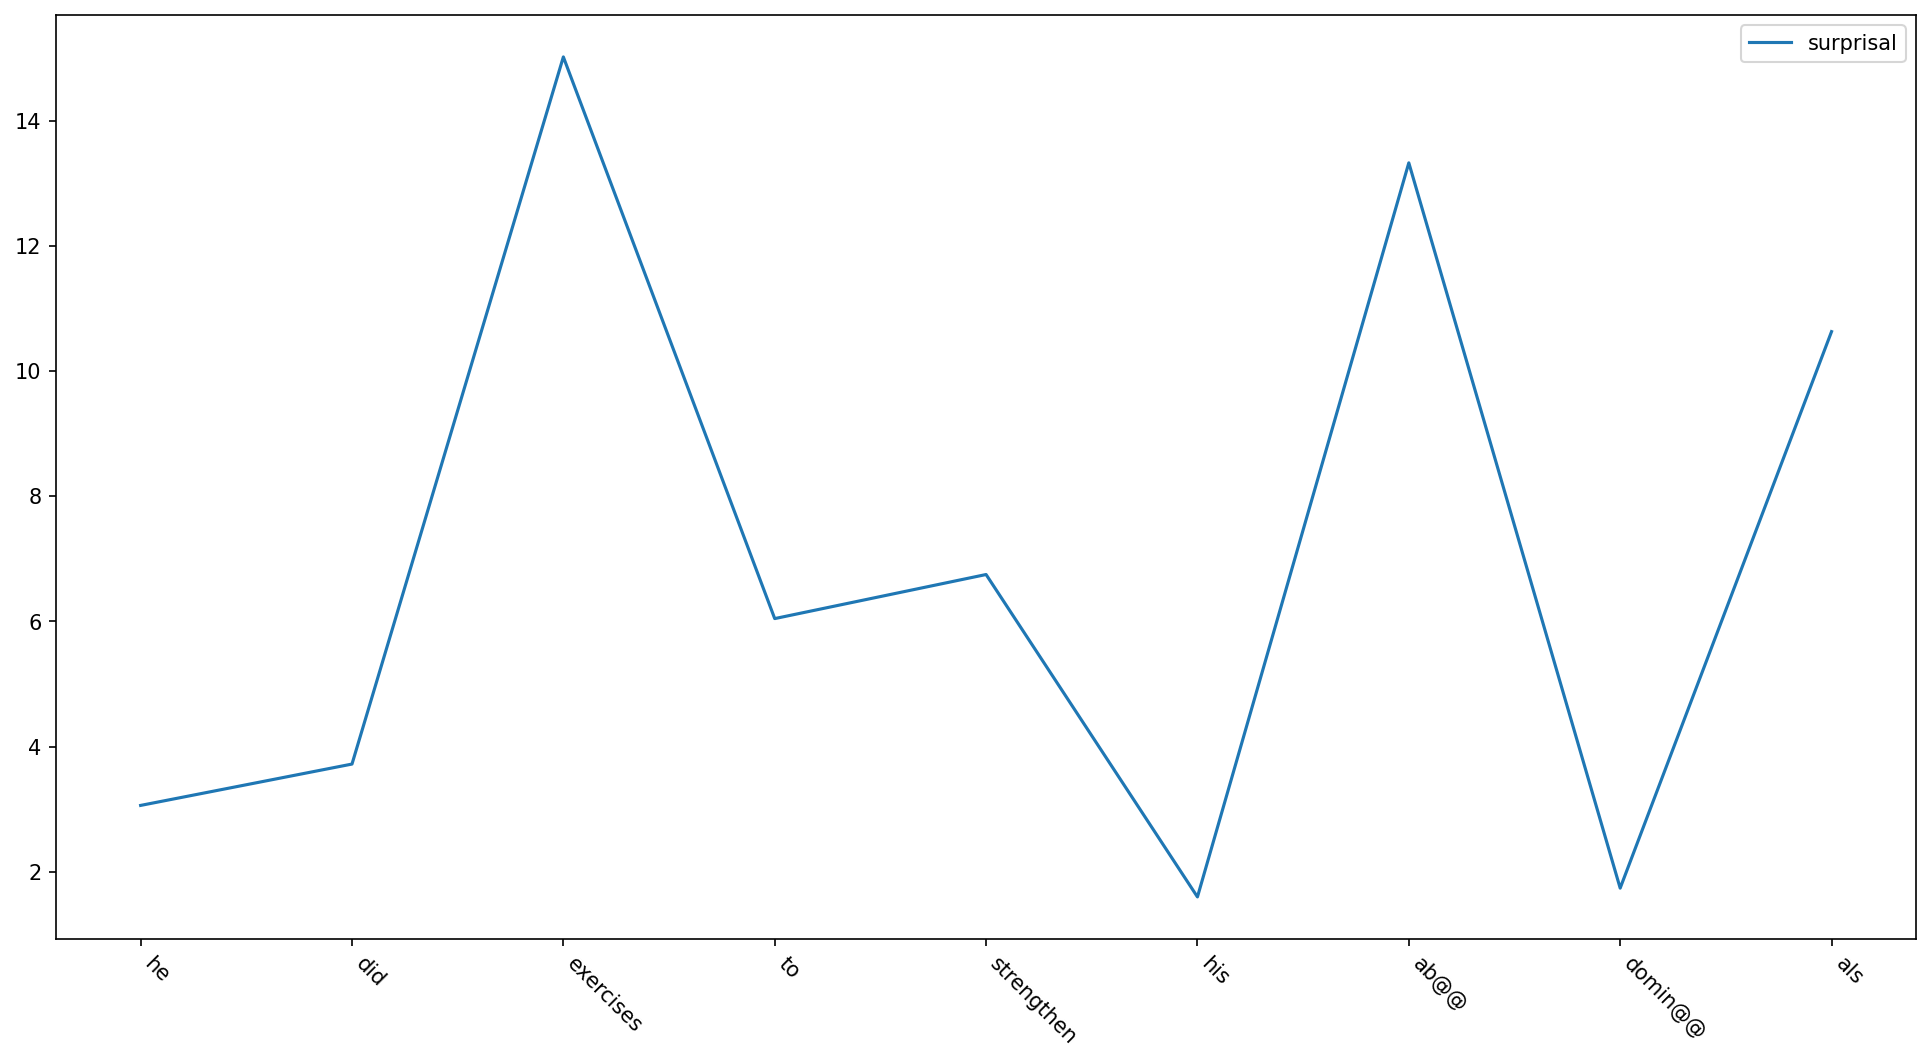 surprisal
14
12
10
8
6
4
2
he
did
exercises
to
strengthen
his
ab@@
domin@@
als